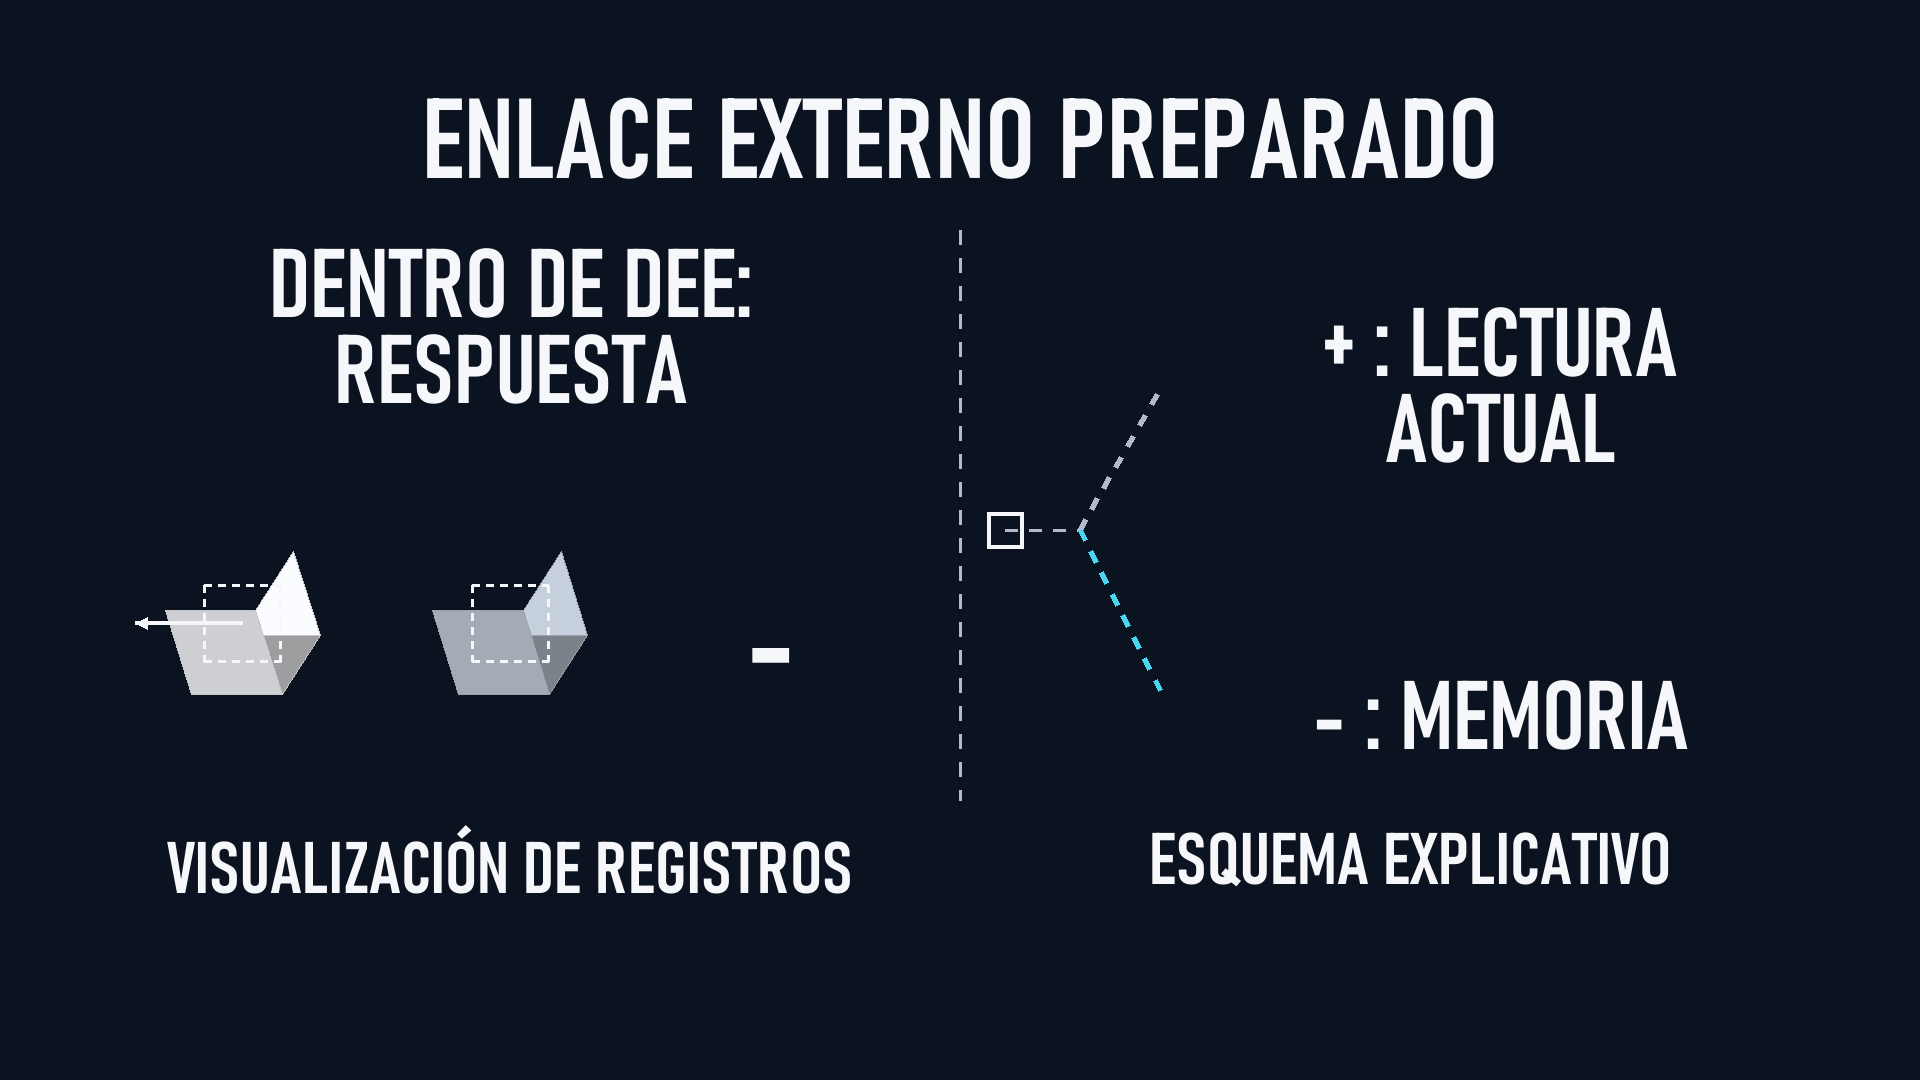 ENLACE EXTERNO PREPARADO
DENTRO DE DEE:
RESPUESTA
-
VISUALIZACIÓN DE REGISTROS
+ : LECTURA
ACTUAL
- : MEMORIA
ESQUEMA EXPLICATIVO